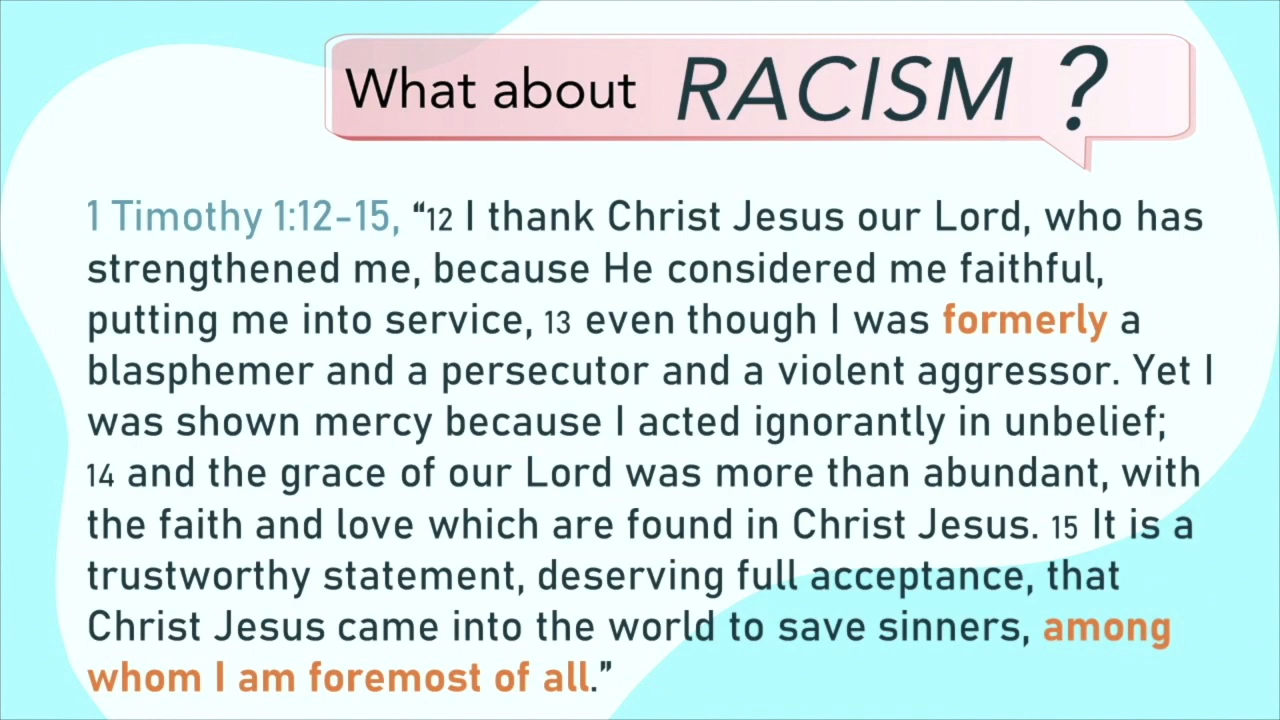 What about RACISM ?
1 Timothy 1:12-15, “12 I thank Christ Jesus our Lord, who has
strengthened me, because He considered me faithful,
putting me into service, 13 even though I was formerly a
blasphemer and a persecutor and a violent aggressor. Yet I
was shown mercy because I acted ignorantly in unbelief;
14 and the grace of our Lord was more than abundant, with
the faith and love which are found in Christ Jesus. 15 It is a
trustworthy statement, deserving full acceptance, that
Christ Jesus came into the world to save sinners, among
whom I am foremost of all.”